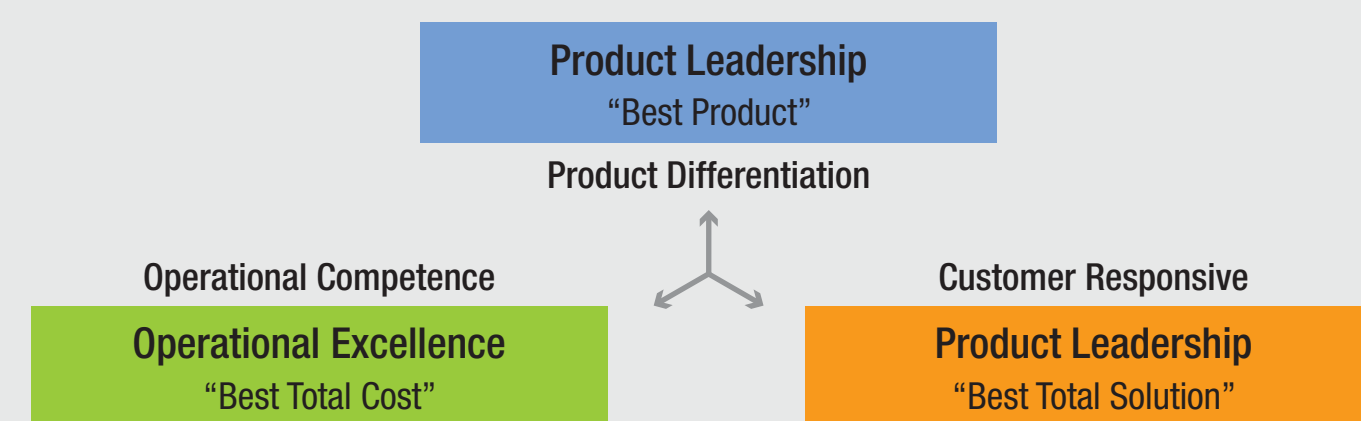 Product Leadership
“Best Product”
Product Differentiation
Operational Competence
Operational Excellence
“Best Total Cost”
Customer Responsive
Product Leadership
“Best Total Solution”